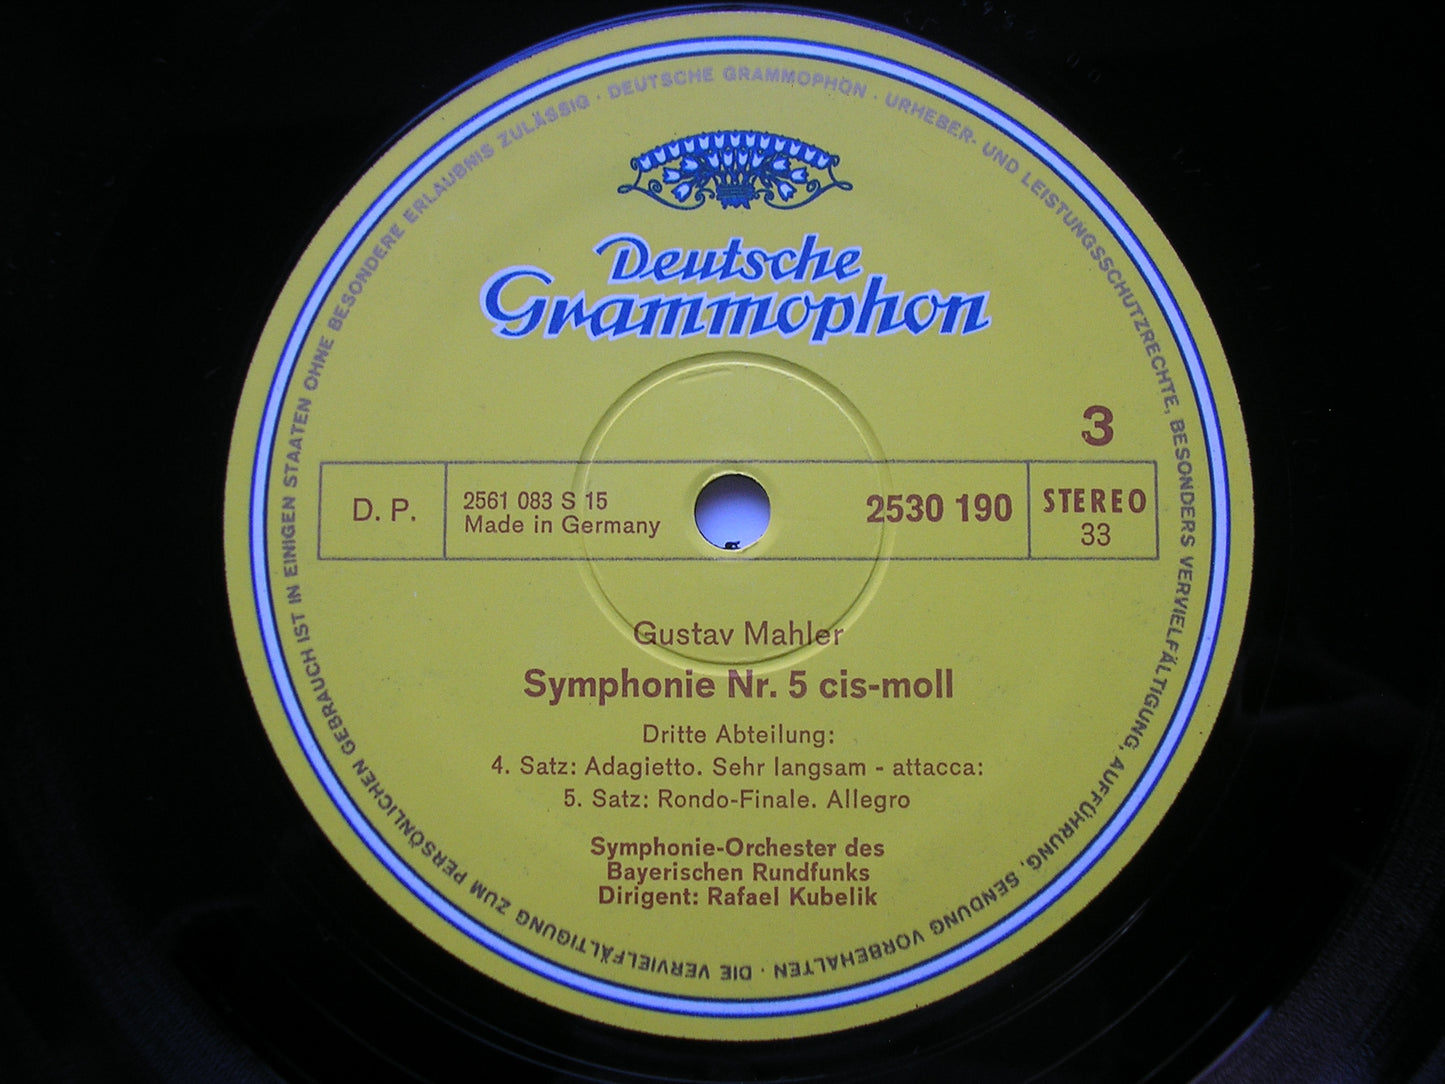 DEUTSCHE GRAMMOPHON · URHEBER- UND LEISTUNGSSCHUTZRECHTE, BESONDERS VERVIELFÄLTIGUNG, AUFFÜHRUNG, SENDUNG VORBEHALTEN · DIE VERVIELFÄLTIGUNG ZUM PERSÖNLICHEN GEBRAUCH IST IN EINIGEN STAATEN OHNE BESONDERE ERLAUBNIS ZULÄSSIG ·
Deutsche
Grammophon
3
D. P.
2561 083 S 15
Made in Germany
2530 190
STEREO
33
Gustav Mahler
Symphonie Nr. 5 cis-moll
Dritte Abteilung:
4. Satz: Adagietto. Sehr langsam - attacca:
5. Satz: Rondo-Finale. Allegro
Symphonie-Orchester des
Bayerischen Rundfunks
Dirigent: Rafael Kubelik